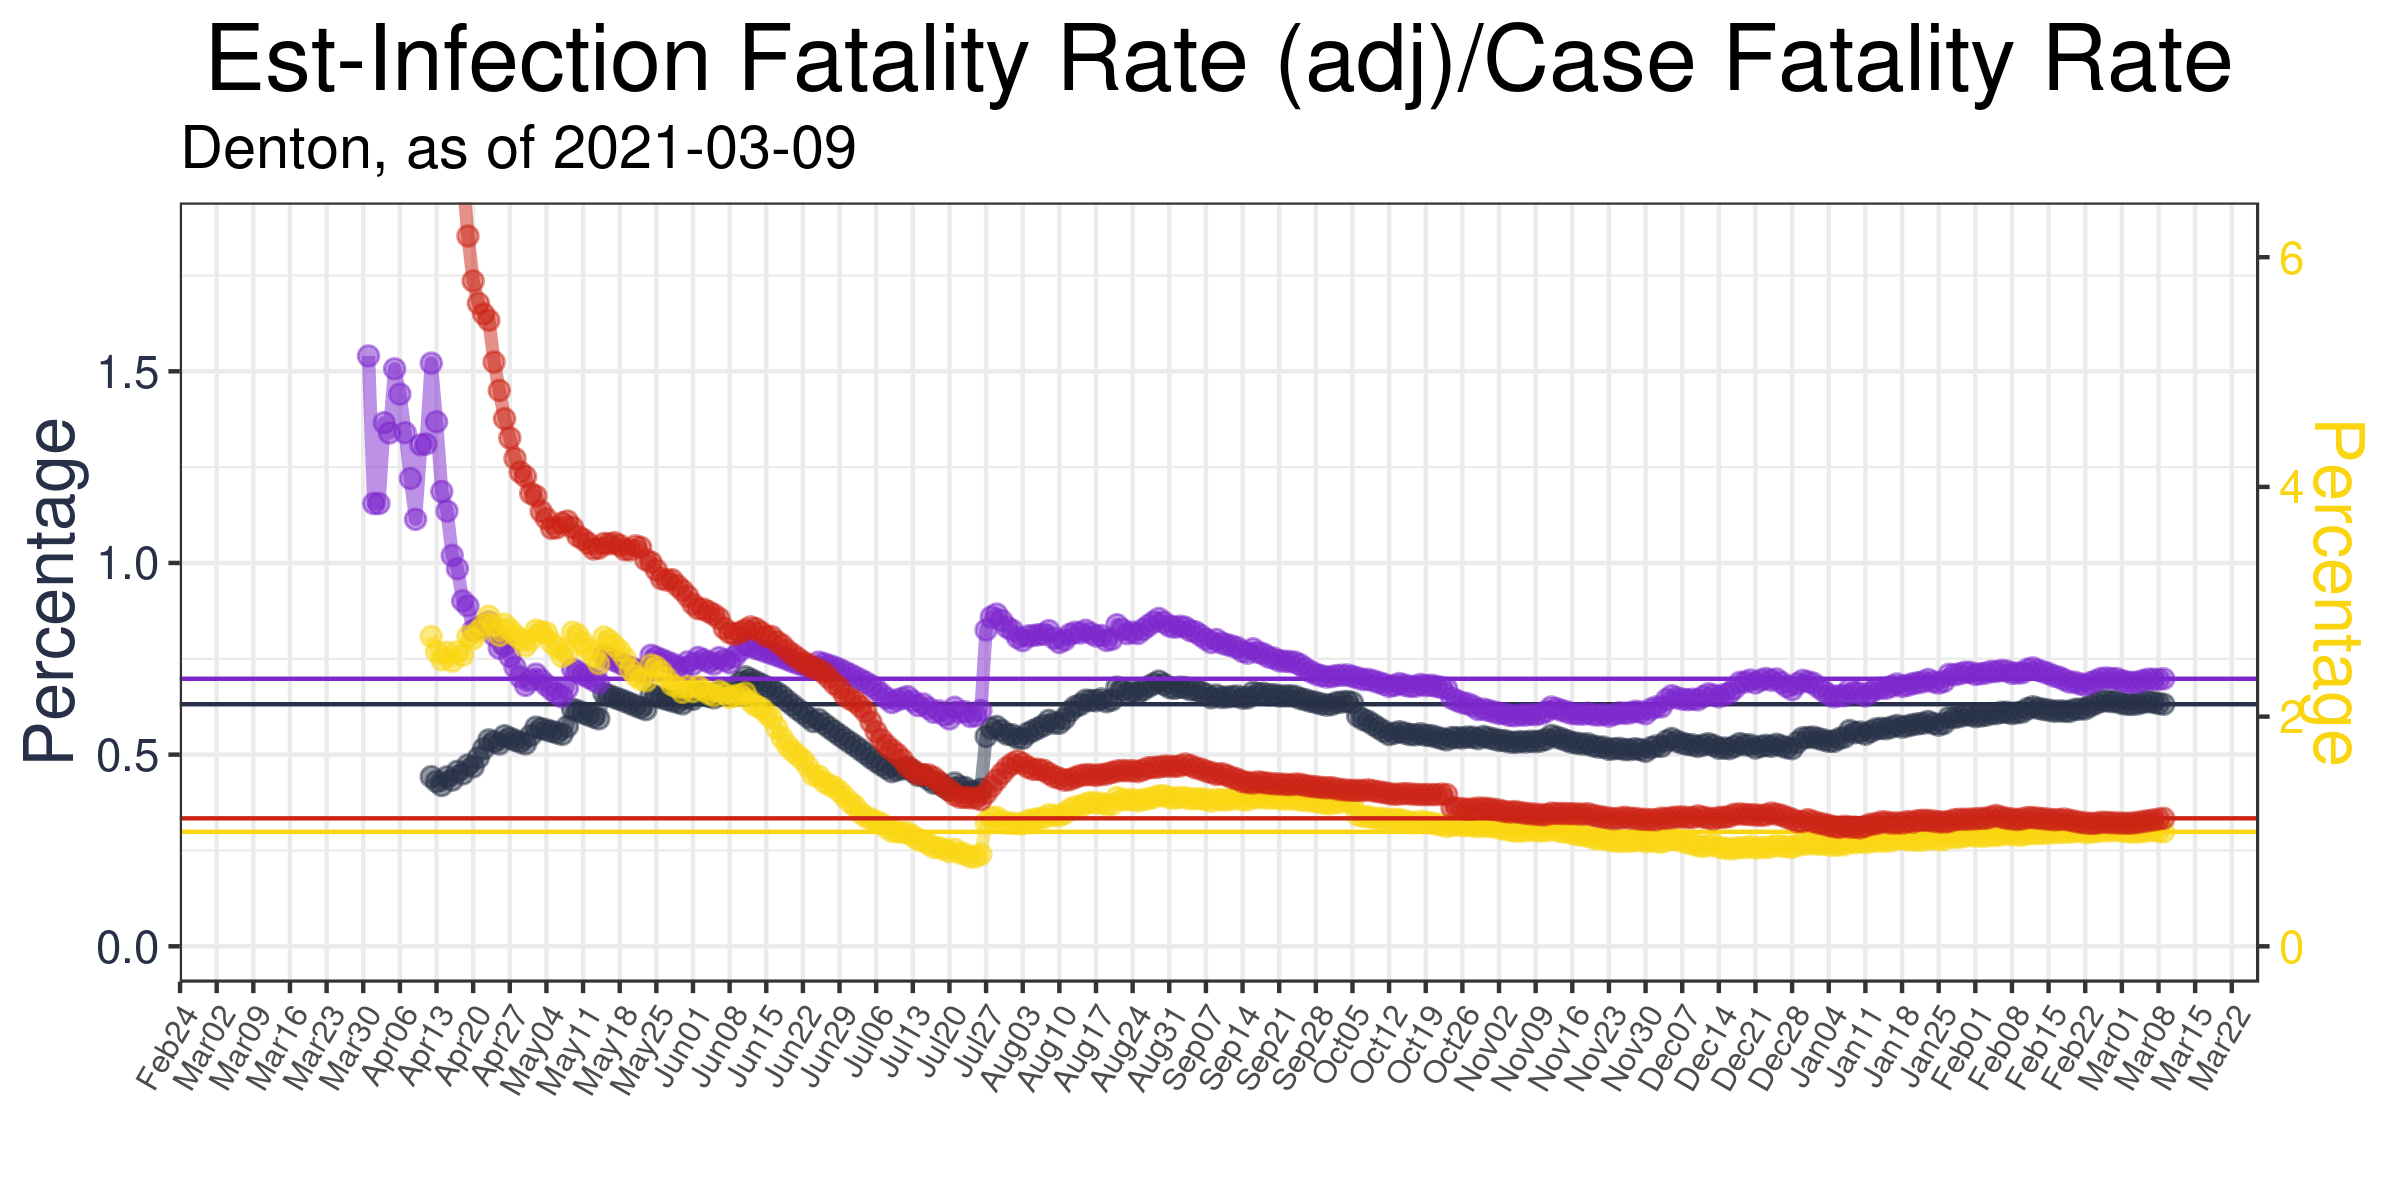 Est-Infection Fatality Rate (adj)/Case Fatality Rate
Denton, as of 2021-03-09
Percentage
1.5
1.0
0.5
0.0
6
4
2
0
Percentage
Feb24
Mar02
Mar09
Mar16
Mar23
Mar30
Apr06
Apr13
Apr20
Apr27
May04
May11
May18
May25
Jun01
Jun08
Jun15
Jun22
Jun29
Jul06
Jul13
Jul20
Jul27
Aug03
Aug10
Aug17
Aug24
Aug31
Sep07
Sep14
Sep21
Sep28
Oct05
Oct12
Oct19
Oct26
Nov02
Nov09
Nov16
Nov23
Nov30
Dec07
Dec14
Dec21
Dec28
Jan04
Jan11
Jan18
Jan25
Feb01
Feb08
Feb15
Feb22
Mar01
Mar08
Mar15
Mar22